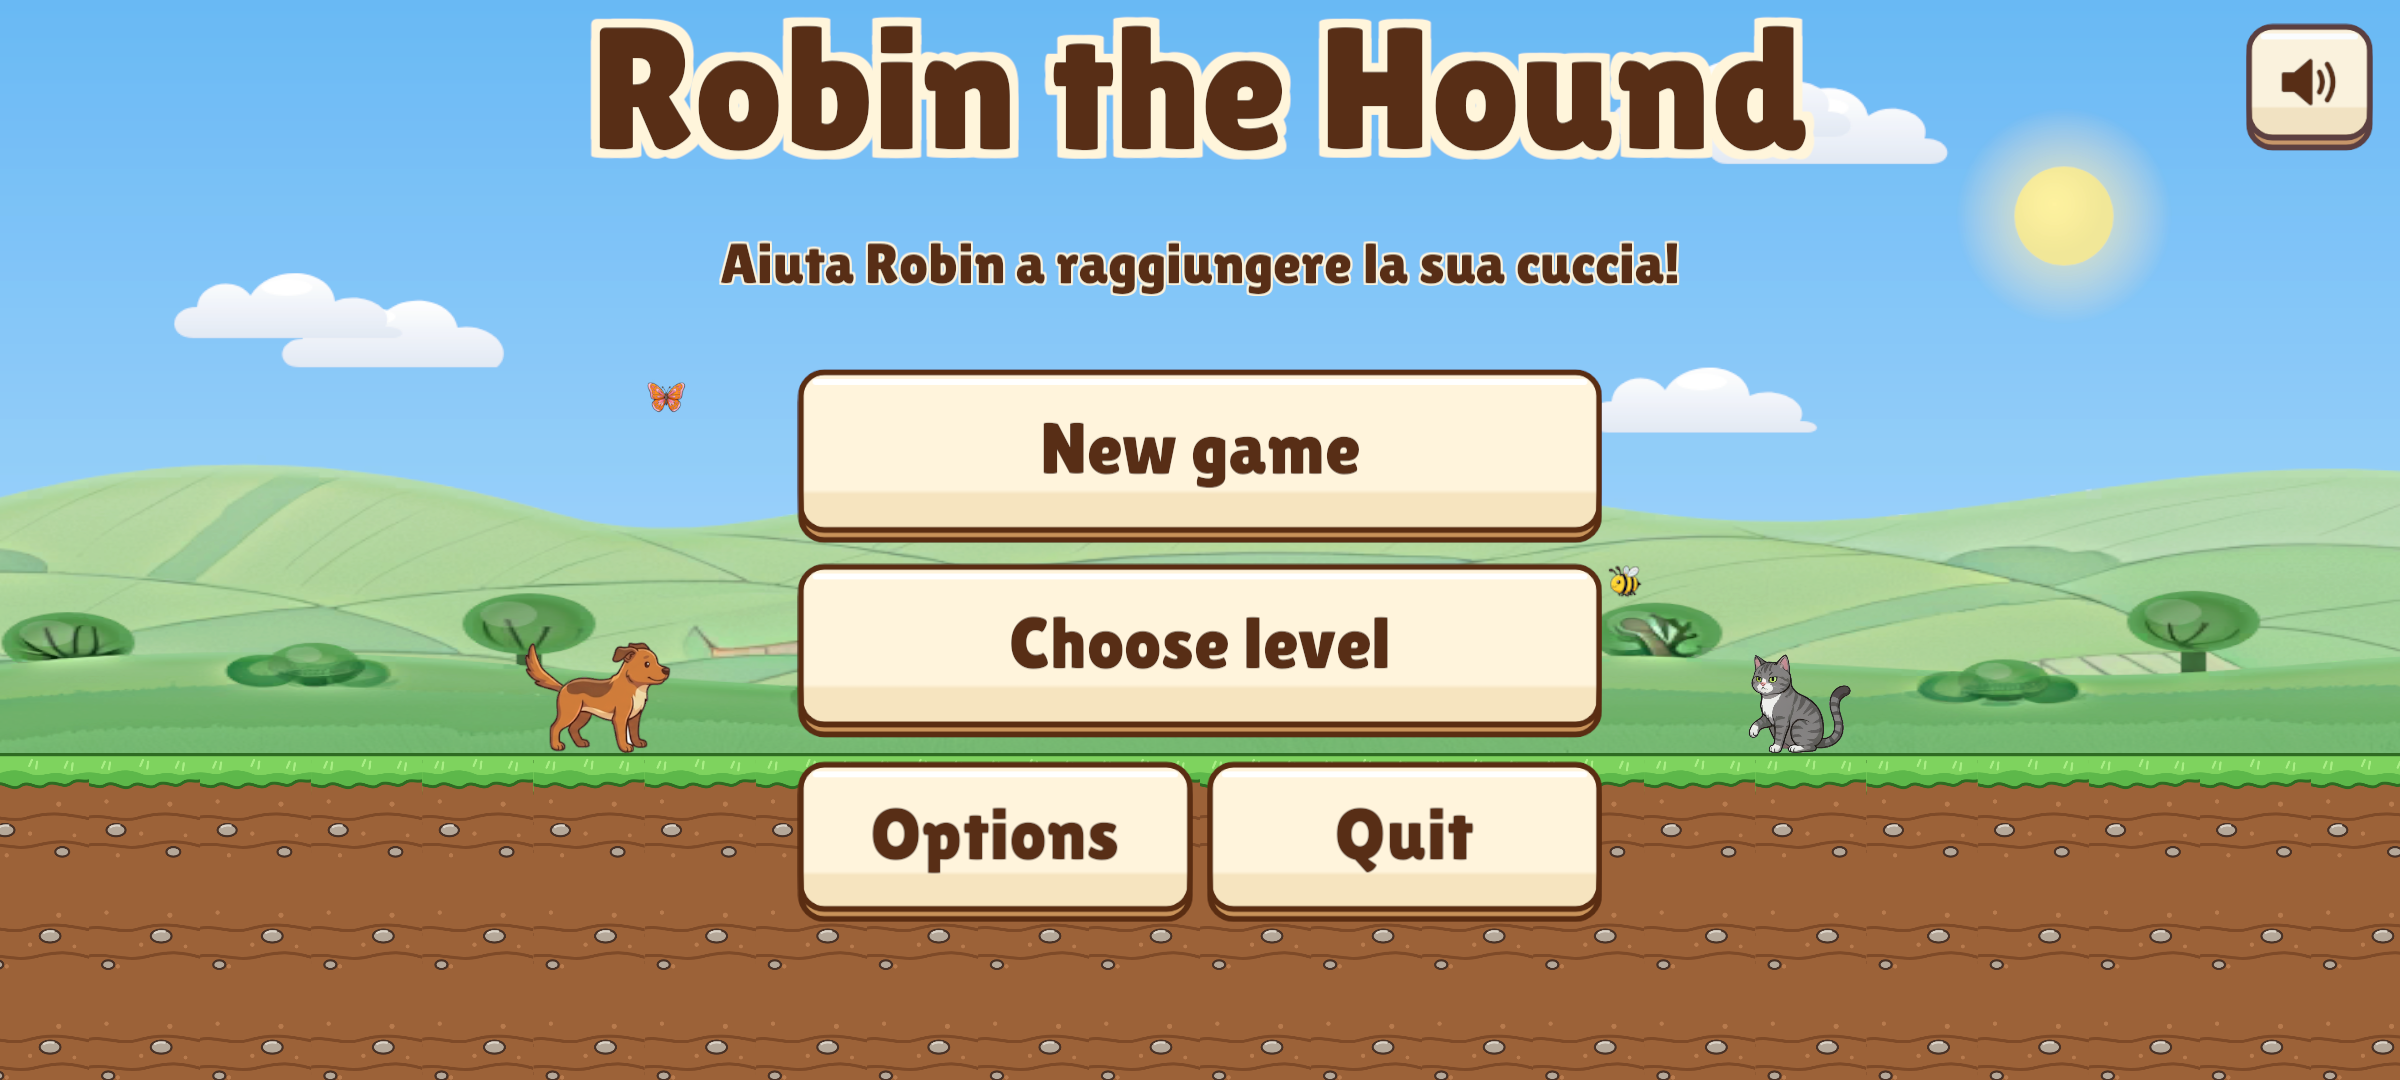 Robin the Hound
Aiuta Robin a raggiungere la sua cuccia!
New game
Choose level
Options
Quit